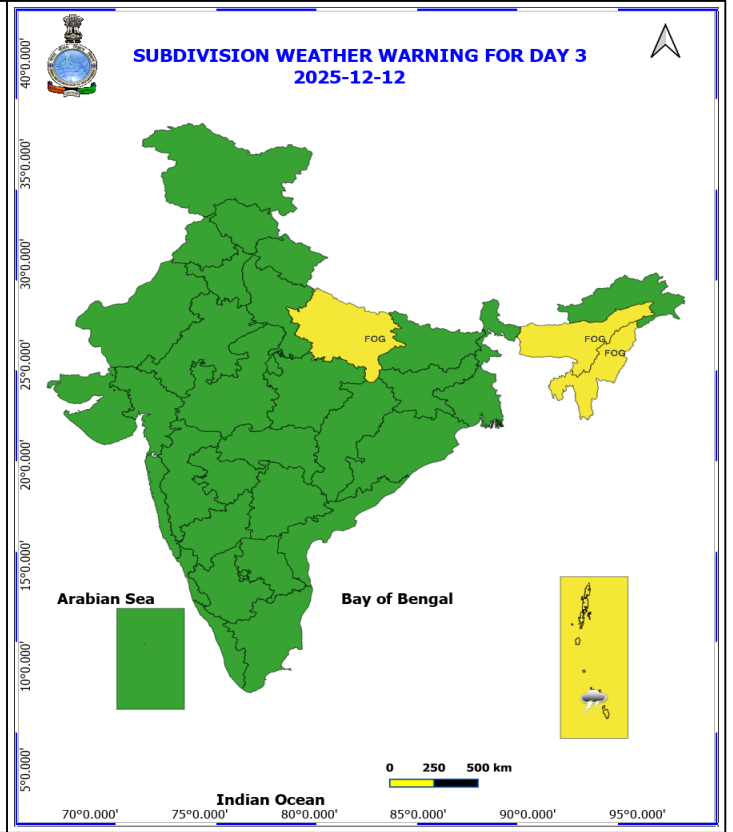 SUBDIVISION WEATHER WARNING FOR DAY 3
2025-12-12
40°0.000'
35°0.000'
30°0.000'
FOG
FOG
FOG
25°0.000'
20°0.000'
15°0.000'
Arabian Sea
Bay of Bengal
10°0.000'
5°0.000'
0 250 500 km
Indian Ocean
70°0.000' 75°0.000' 80°0.000' 85°0.000' 90°0.000' 95°0.000'